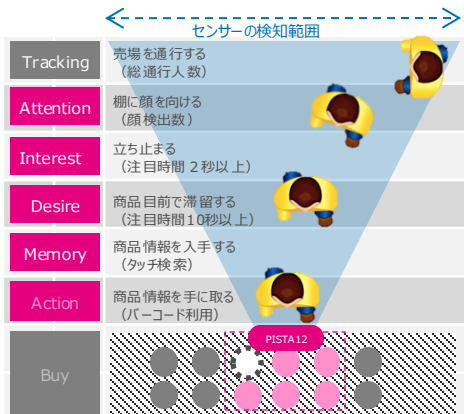 センサーの検知範囲
Tracking
売場を通行する
（総通行人数）
Attention
棚に顔を向ける
（顔検出数）
Interest
立ち止まる
（注目時間２秒以上）
Desire
商品目前で滞留する
（注目時間10秒以上）
Memory
商品情報を入手する
（タッチ検索）
Action
商品情報を手に取る
（バーコード利用）
PISTA12
Buy